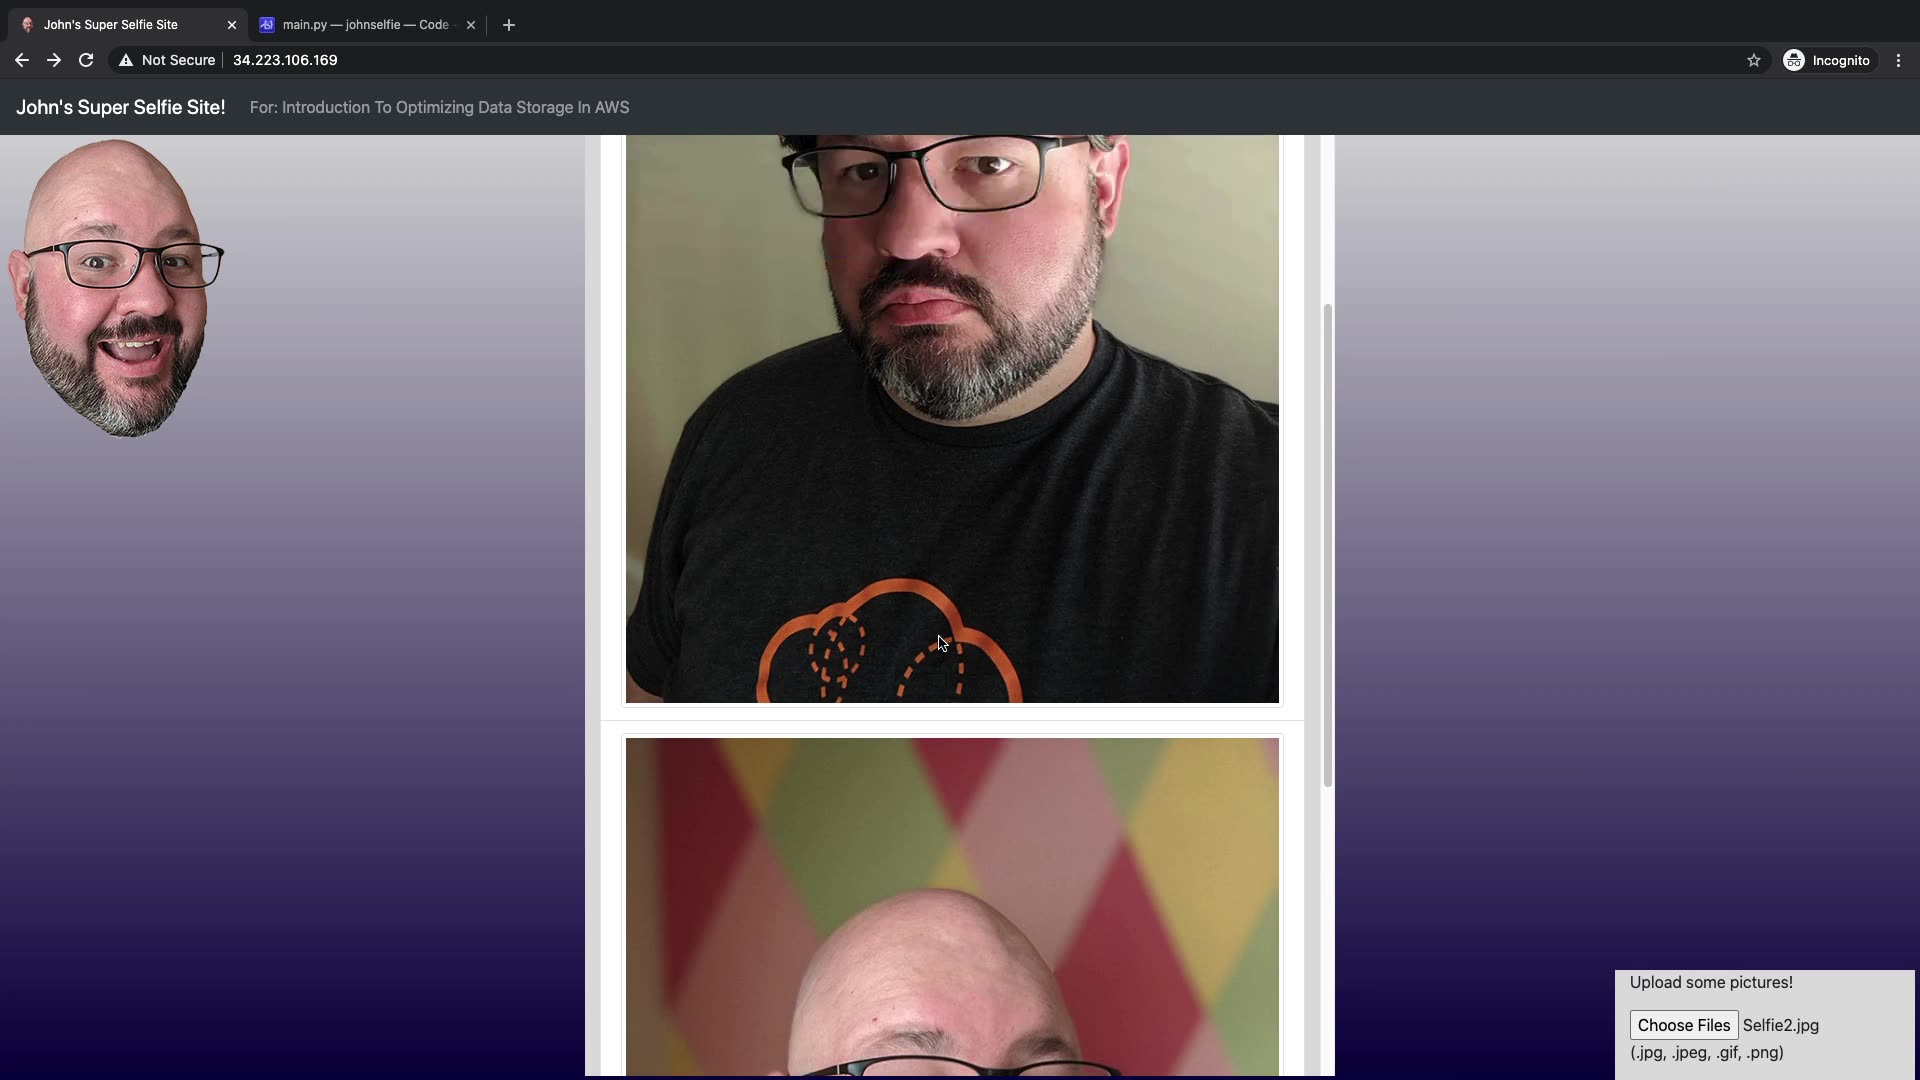 John's Super Selfie Site
main.py — johnselfie — Code -
Not Secure
34.223.106.169
Incognito
John's Super Selfie Site!
For: Introduction To Optimizing Data Storage In AWS
Upload some pictures!
Choose Files Selfie2.jpg
(.jpg, .jpeg, .gif, .png)